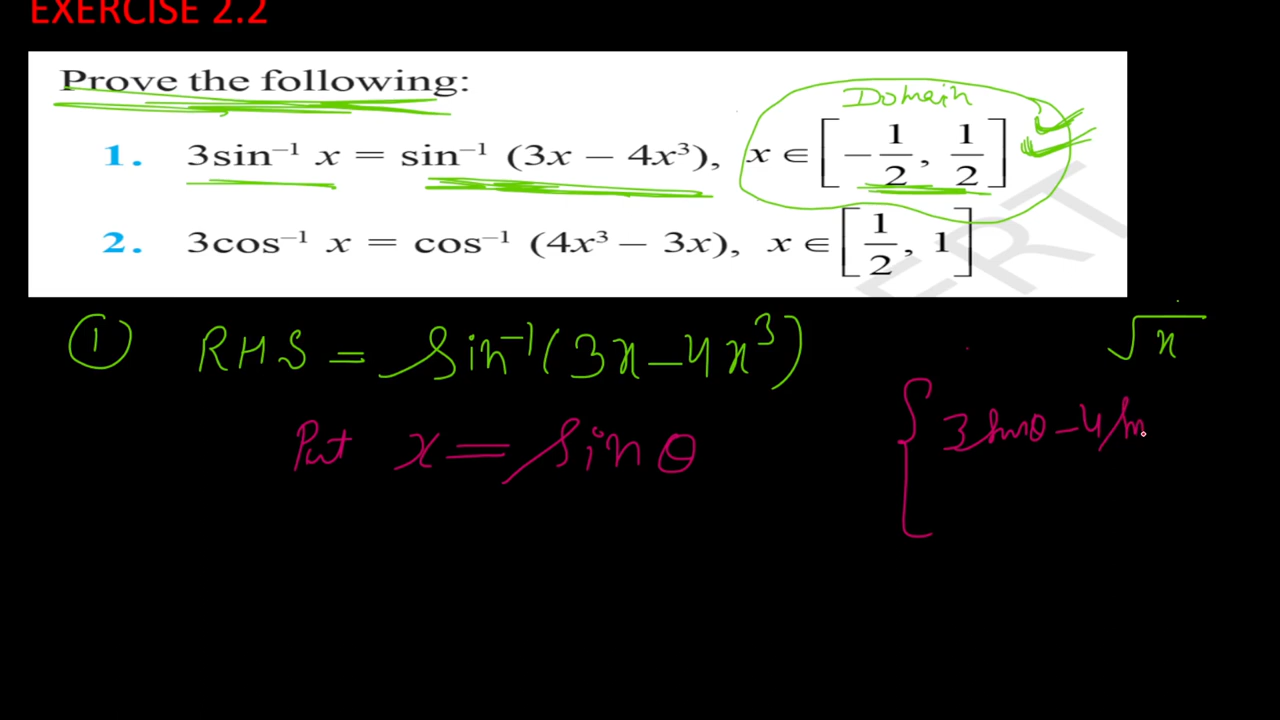 EXERCISE 2.2
Prove the following:
Domain
1. 3sin⁻¹ x = sin⁻¹ (3x – 4x³), x ∈ [–1/2, 1/2]
2. 3cos⁻¹ x = cos⁻¹ (4x³ – 3x), x ∈ [1/2, 1]
① RHS = Sin⁻¹(3x–4x³) √x
Put x = Sin θ { 3 sinθ – 4 sin